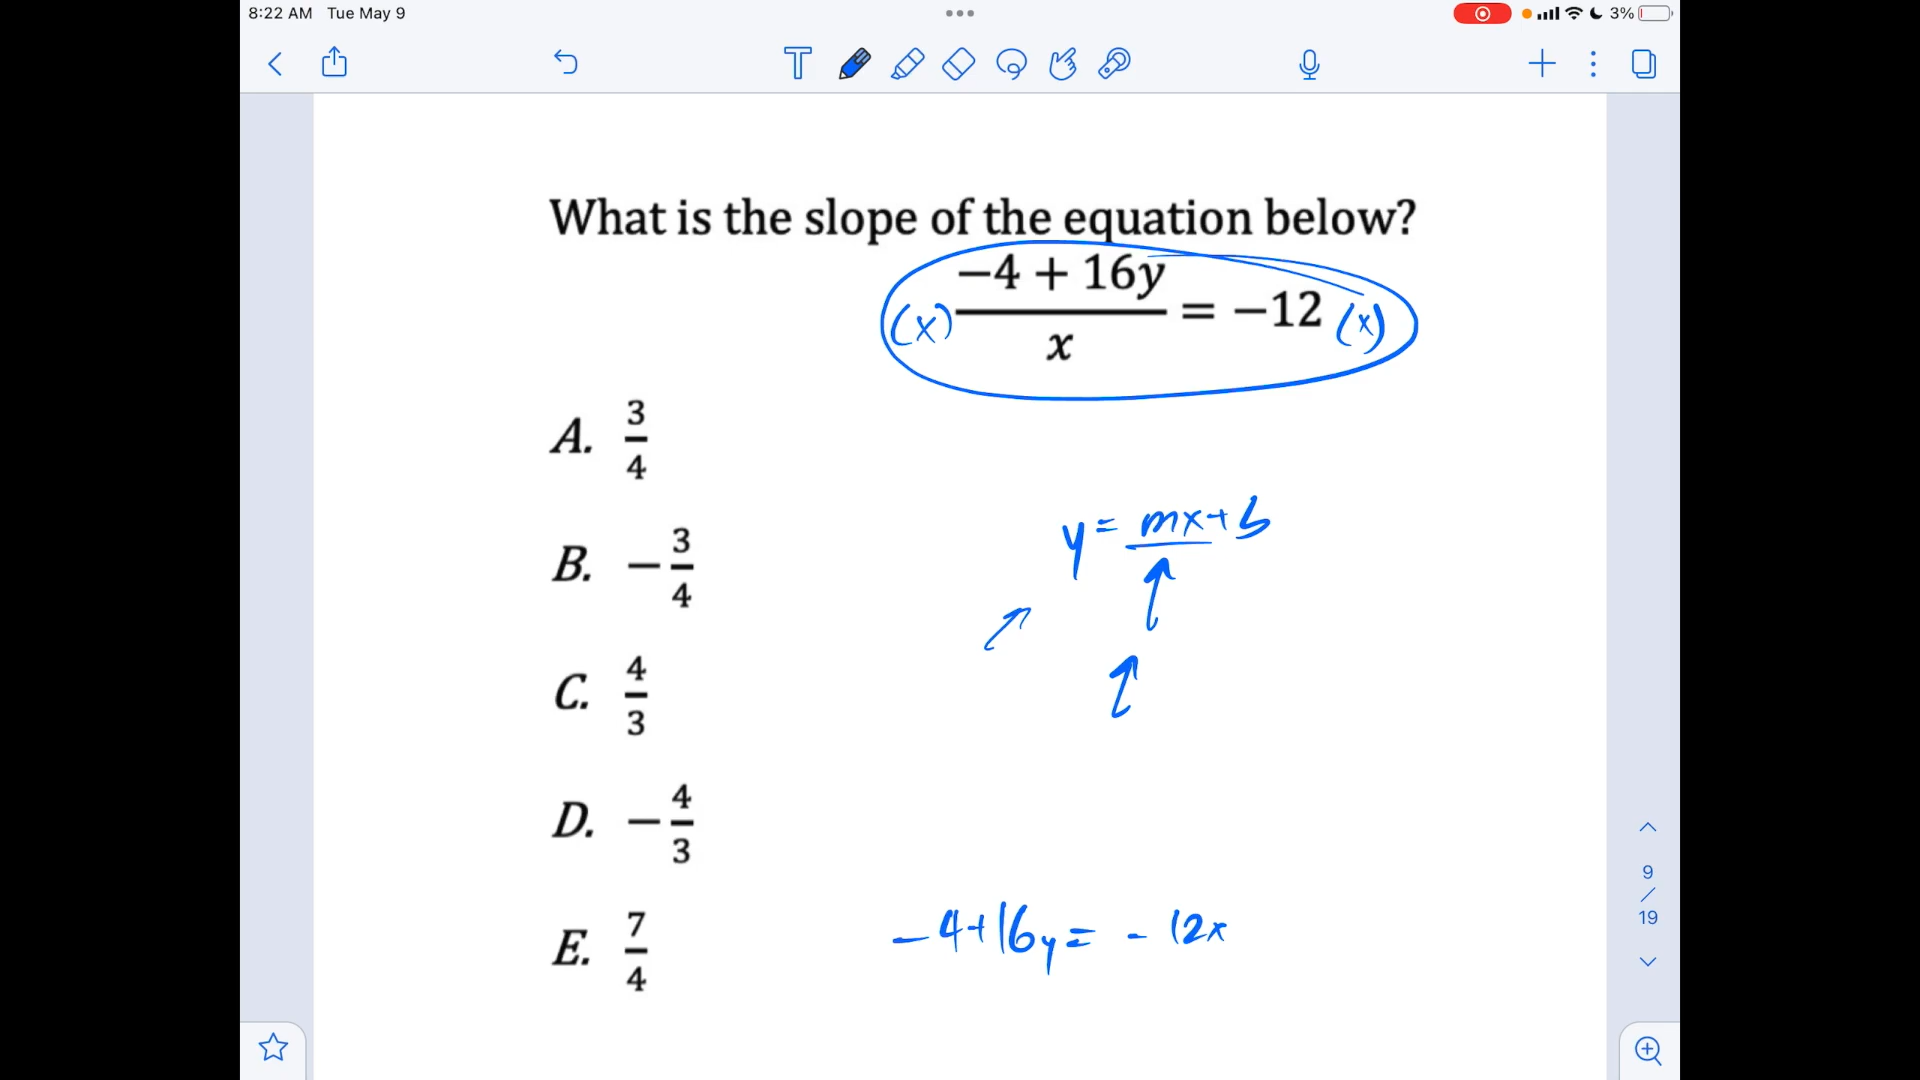 8:22 AM Tue May 9
3%
T
What is the slope of the equation below?
(x) (−4 + 16y)/x = −12 (x)
A. 3/4
B. −3/4
y = mx+b
C. 4/3
D. −4/3
9
/
19
E. 7/4
−4+16y = −12x